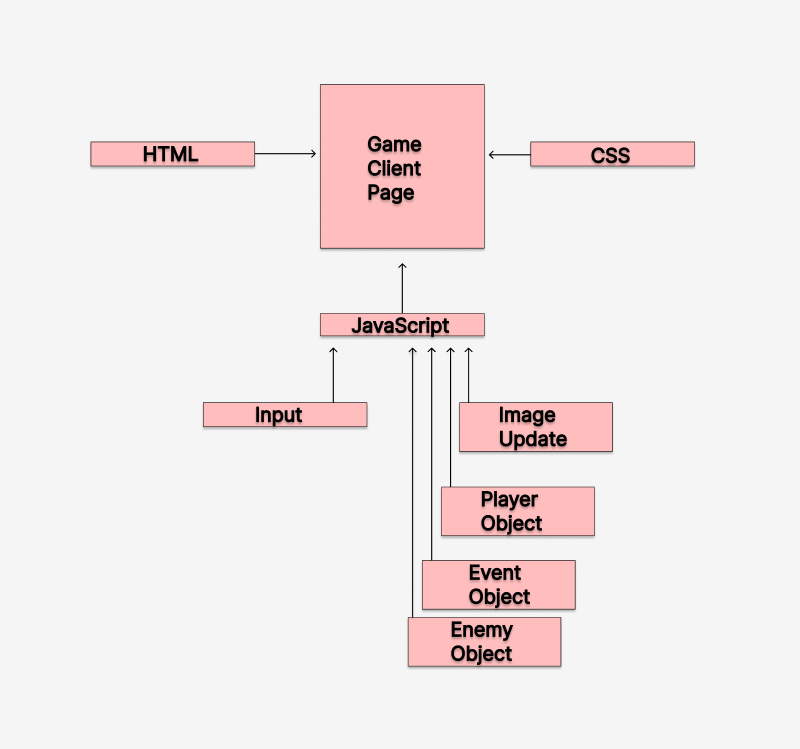 Game
Client
Page
HTML
CSS
JavaScript
Input
Image
Update
Player
Object
Event
Object
Enemy
Object